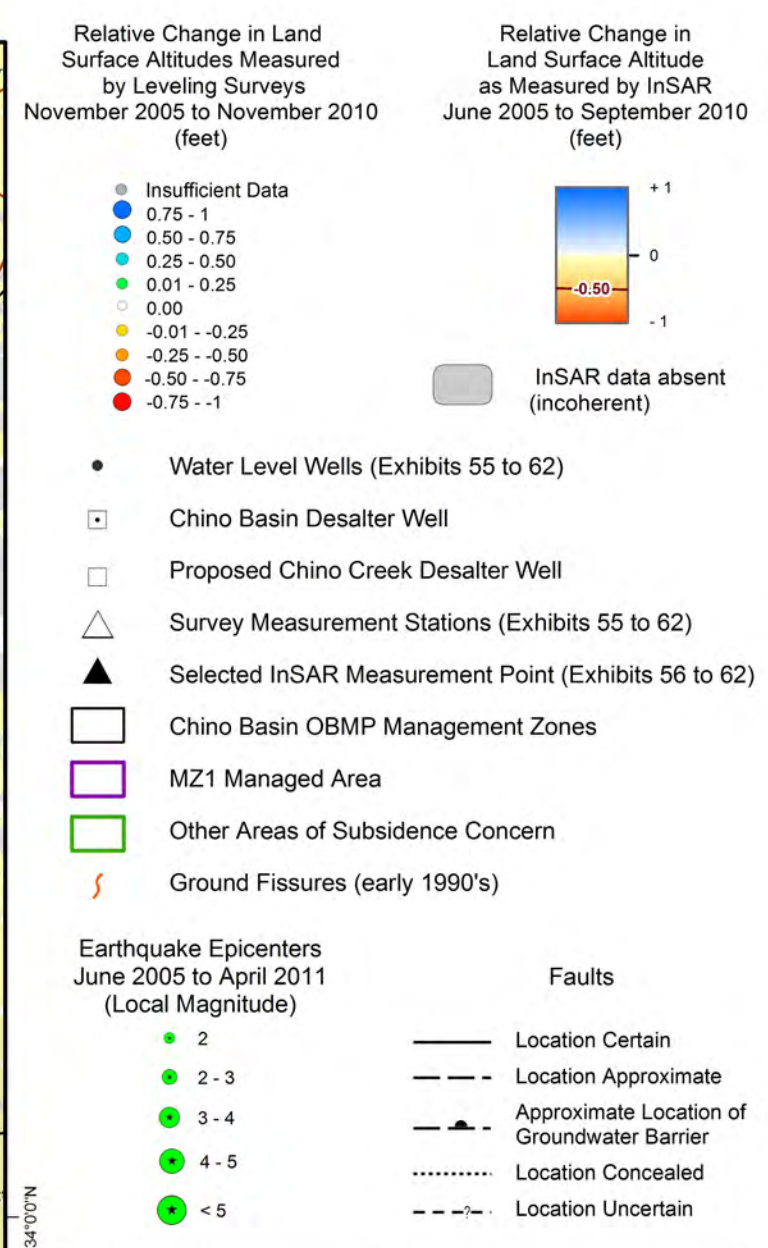 Relative Change in Land
Surface Altitudes Measured
by Leveling Surveys
November 2005 to November 2010
(feet)
Insufficient Data
0.75 - 1
0.50 - 0.75
0.25 - 0.50
0.01 - 0.25
0.00
-0.01 - -0.25
-0.25 - -0.50
-0.50 - -0.75
-0.75 - -1
Relative Change in
Land Surface Altitude
as Measured by InSAR
June 2005 to September 2010
(feet)
+ 1
0
-0.50
- 1
InSAR data absent
(incoherent)
Water Level Wells (Exhibits 55 to 62)
Chino Basin Desalter Well
Proposed Chino Creek Desalter Well
Survey Measurement Stations (Exhibits 55 to 62)
Selected InSAR Measurement Point (Exhibits 56 to 62)
Chino Basin OBMP Management Zones
MZ1 Managed Area
Other Areas of Subsidence Concern
Ground Fissures (early 1990's)
Earthquake Epicenters
June 2005 to April 2011
(Local Magnitude)
2
2 - 3
3 - 4
4 - 5
< 5
Faults
Location Certain
Location Approximate
Approximate Location of
Groundwater Barrier
Location Concealed
?
Location Uncertain
34°0'0"N